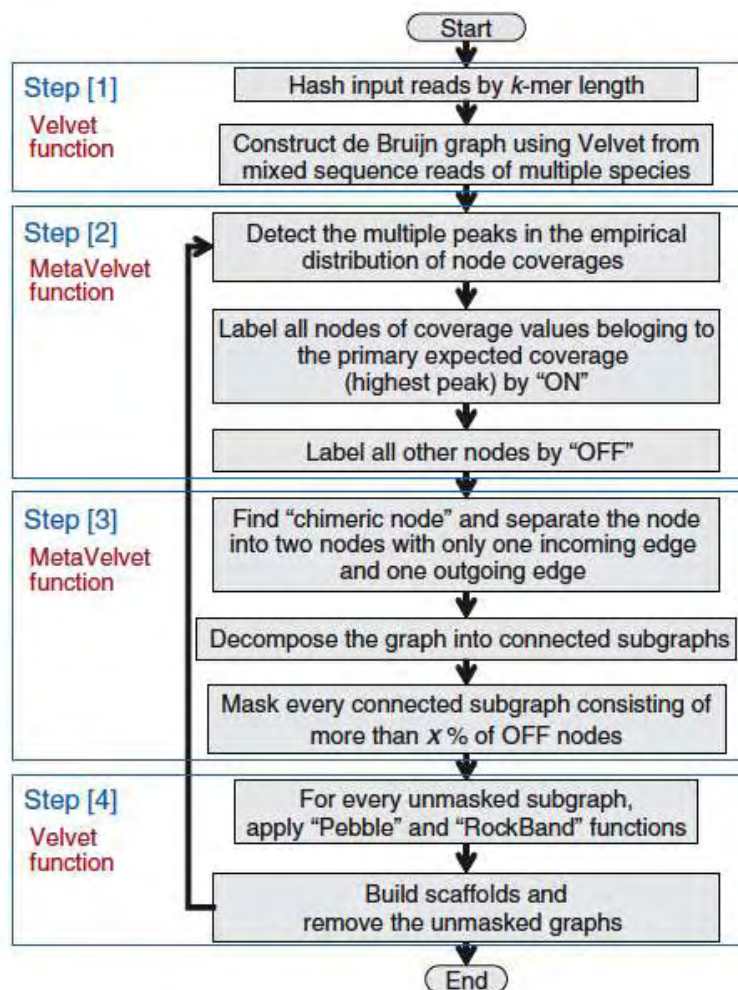 Start
Step [1]
Velvet
function
Hash input reads by k-mer length
Construct de Bruijn graph using Velvet from
mixed sequence reads of multiple species
Step [2]
MetaVelvet
function
Detect the multiple peaks in the empirical
distribution of node coverages
Label all nodes of coverage values beloging to
the primary expected coverage
(highest peak) by “ON”
Label all other nodes by “OFF”
Step [3]
MetaVelvet
function
Find “chimeric node” and separate the node
into two nodes with only one incoming edge
and one outgoing edge
Decompose the graph into connected subgraphs
Mask every connected subgraph consisting of
more than x % of OFF nodes
Step [4]
Velvet
function
For every unmasked subgraph,
apply “Pebble” and “RockBand” functions
Build scaffolds and
remove the unmasked graphs
End